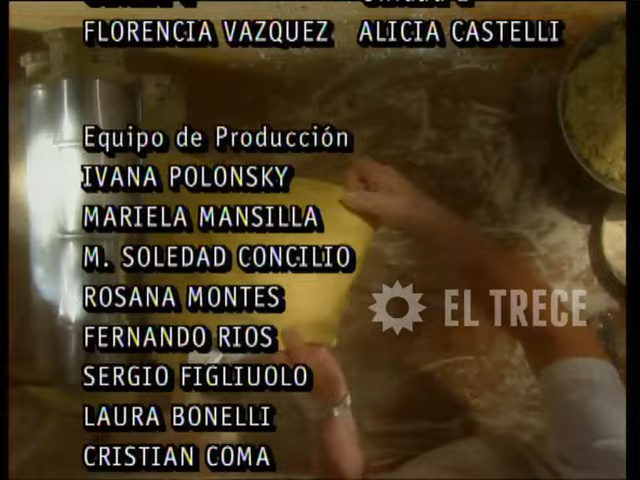 FLORENCIA VAZQUEZ ALICIA CASTELLI
Equipo de Producción
IVANA POLONSKY
MARIELA MANSILLA
M. SOLEDAD CONCILIO
ROSANA MONTES
EL TRECE
FERNANDO RIOS
SERGIO FIGLIUOLO
LAURA BONELLI
CRISTIAN COMA